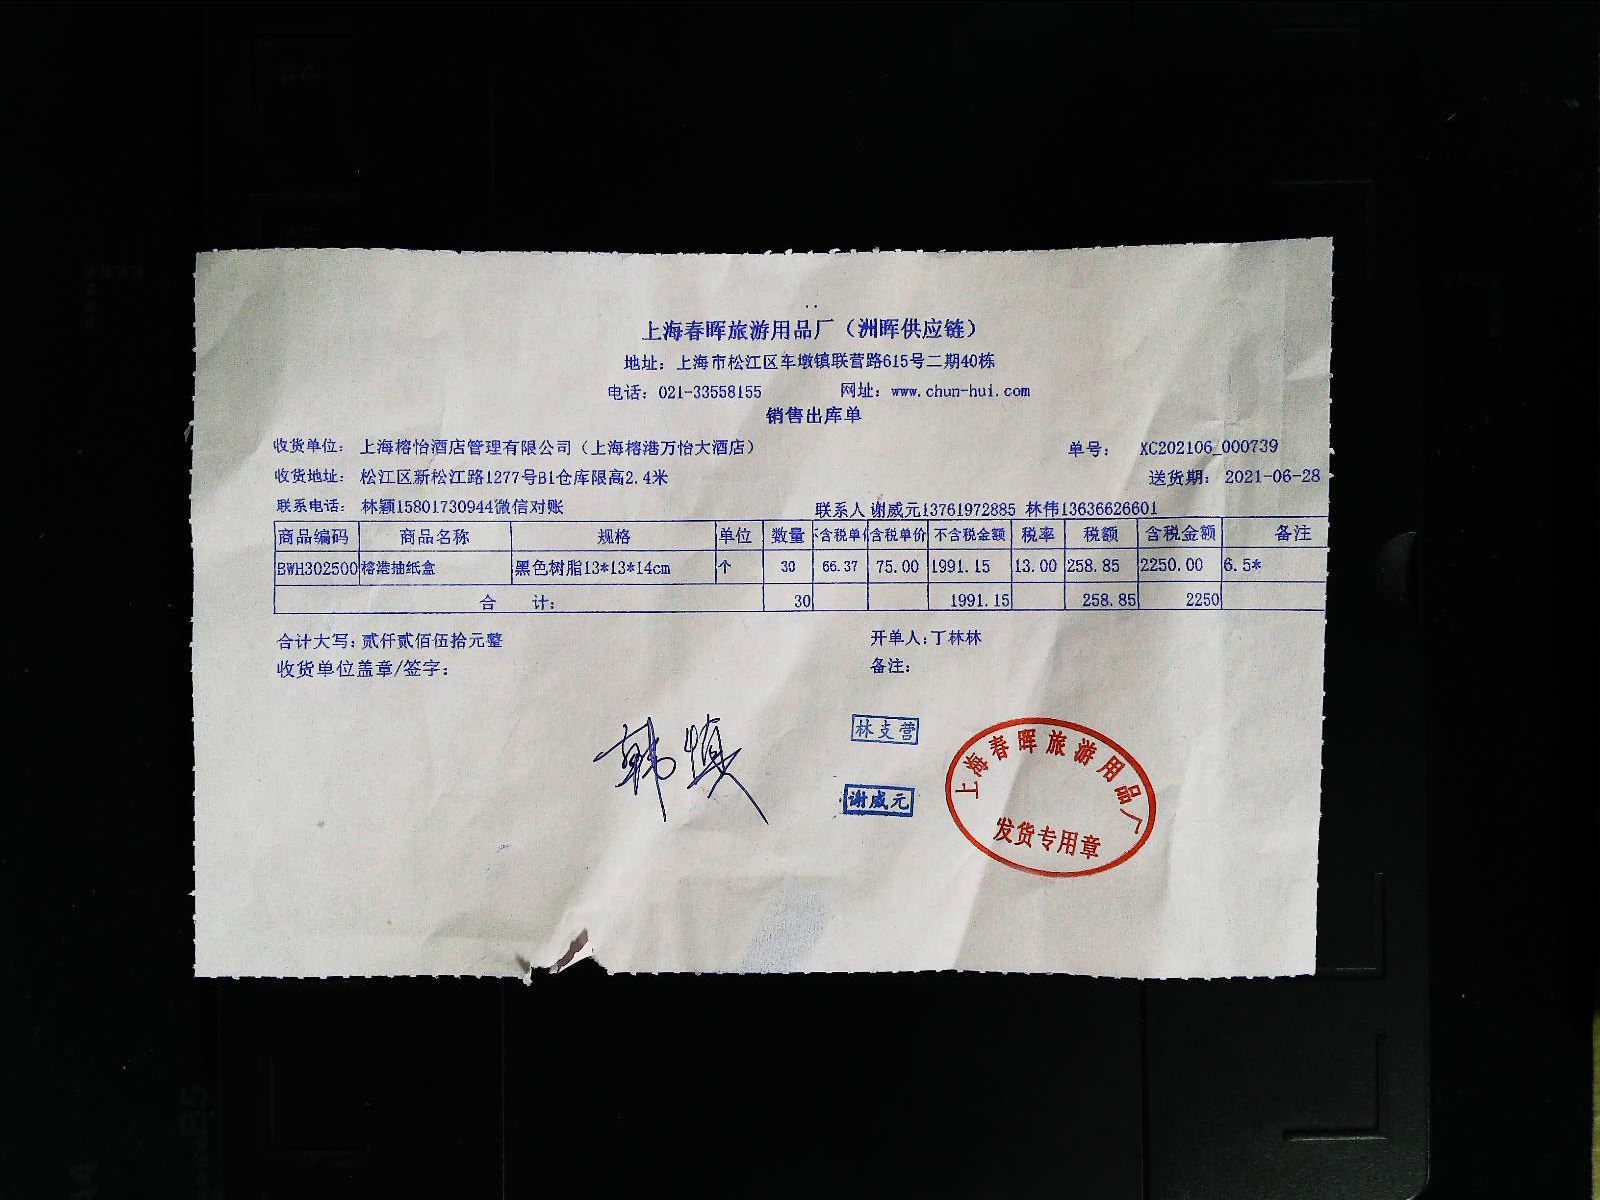 上海春晖旅游用品厂（洲晖供应链）
地址：上海市松江区车墩镇联营路615号二期40栋
电话：021-33558155 网址：www.chun-hui.com
销售出库单
收货单位： 上海榕怡酒店管理有限公司（上海榕港万怡大酒店） 单号： XC202106_000739
收货地址： 松江区新松江路1277号B1仓库限高2.4米 送货期： 2021-06-28
联系电话： 林颖15801730944微信对账 联系人 谢威元13761972885 林伟13636626601
商品编码 商品名称 规格 单位 数量 不含税单价 含税单价 不含税金额 税率 税额 含税金额 备注
BWH302500 榕港抽纸盒 黑色树脂13*13*14cm 个 30 66.37 75.00 1991.15 13.00 258.85 2250.00 6.5*
合 计： 30 1991.15 258.85 2250
合计大写：贰仟贰佰伍拾元整 开单人：丁林林
收货单位盖章/签字： 备注：
韩慎
林支营
谢威元
上海春晖旅游用品厂
发货专用章